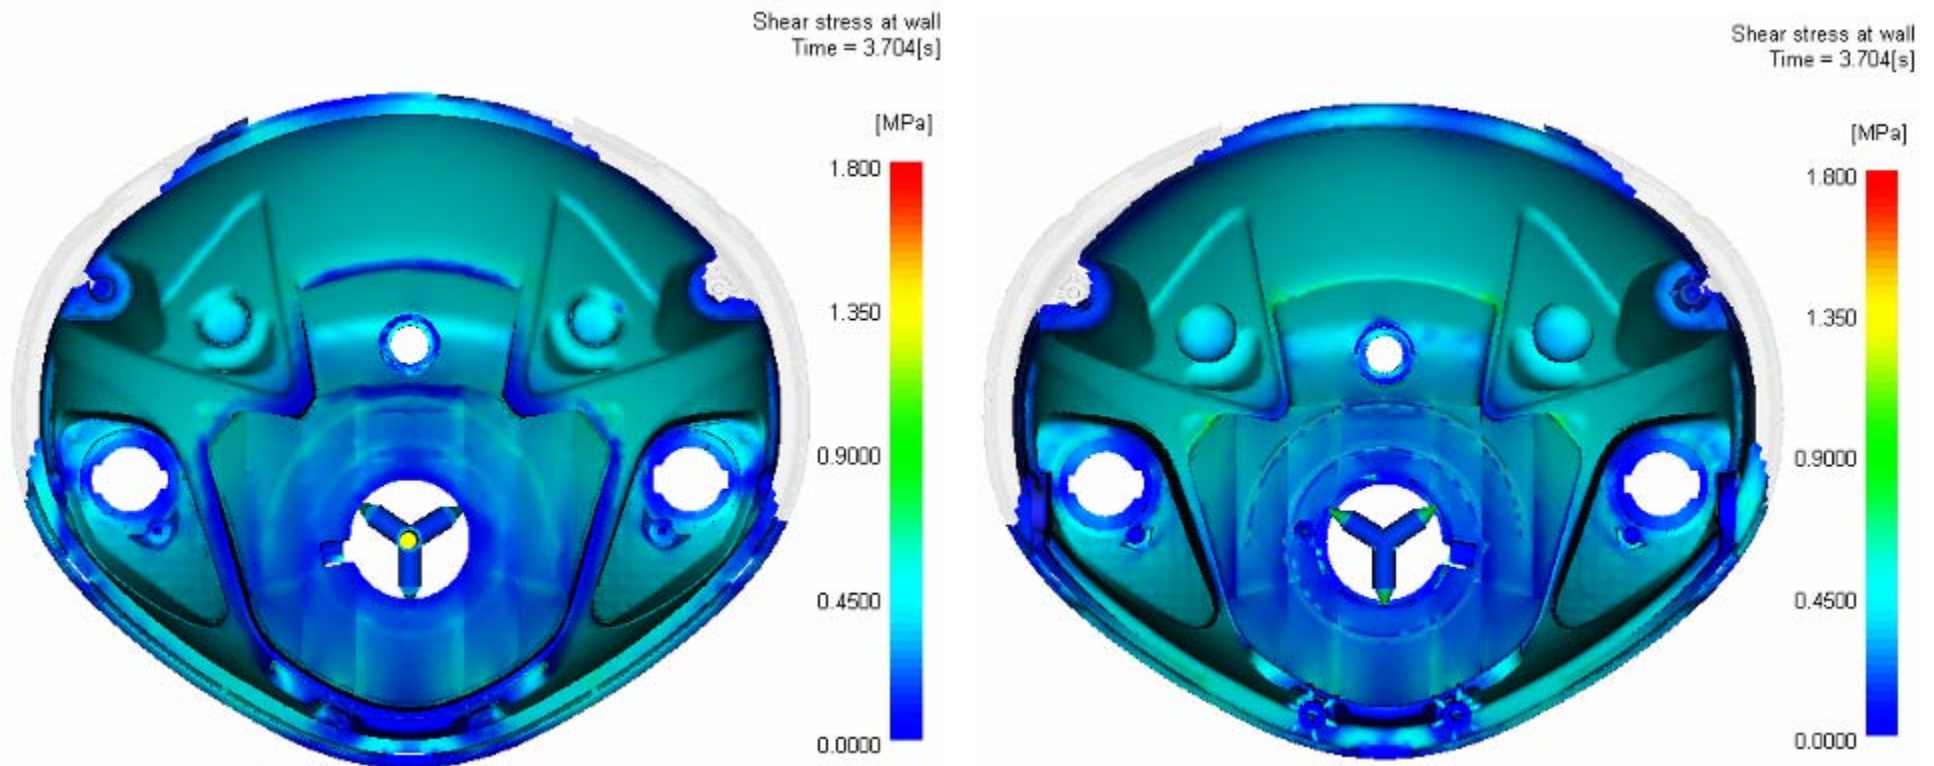 Shear stress at wall
Time = 3.704[s]
[MPa]
1.800
1.350
0.9000
0.4500
0.0000
Shear stress at wall
Time = 3.704[s]
[MPa]
1.800
1.350
0.9000
0.4500
0.0000